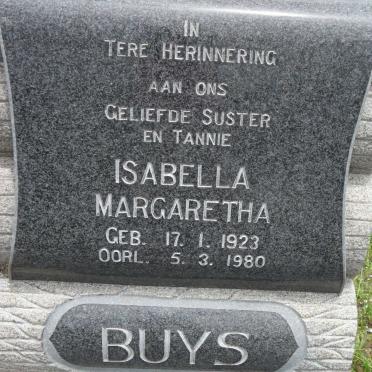 IN
TERE HERINNERING
AAN ONS
GELIEFDE SUSTER
EN TANNIE
ISABELLA
MARGARETHA
GEB. 17. 1. 1923
OORL. 5. 3. 1980
BUYS